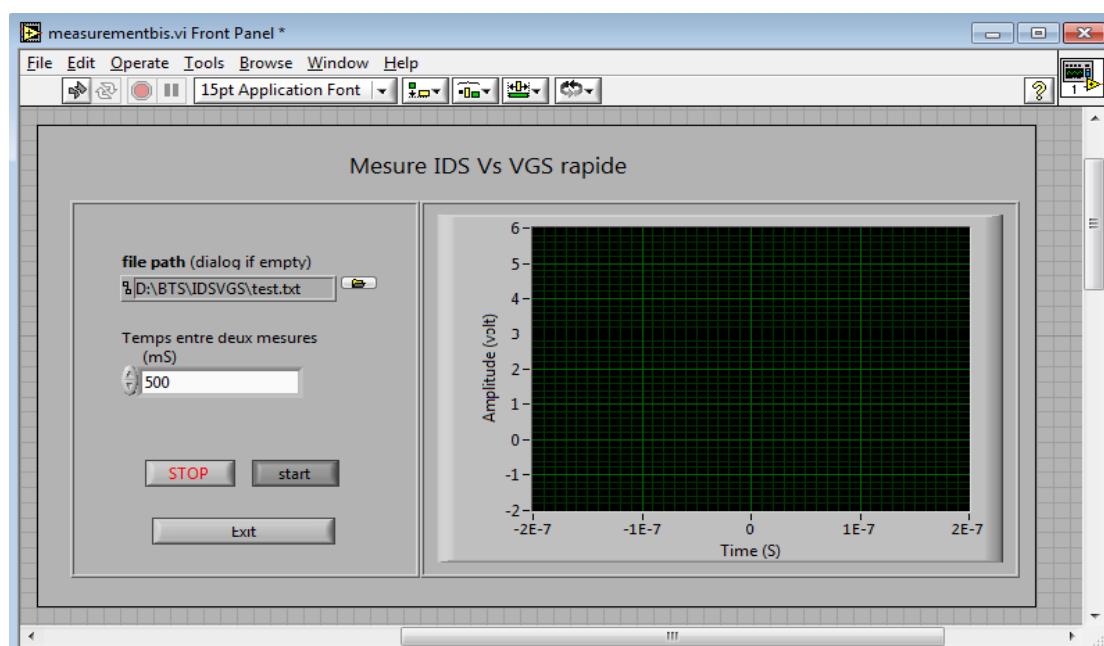 measurementbis.vi Front Panel *
File Edit Operate Tools Browse Window Help
15pt Application Font
?
1
Mesure IDS Vs VGS rapide
file path (dialog if empty)
D:\BTS\IDSVGS\test.txt
Temps entre deux mesures
(mS)
500
STOP start
Exit
Amplitude (volt)
6
5
4
3
2
1
0
-1
-2
-2E-7 -1E-7 0 1E-7 2E-7
Time (S)